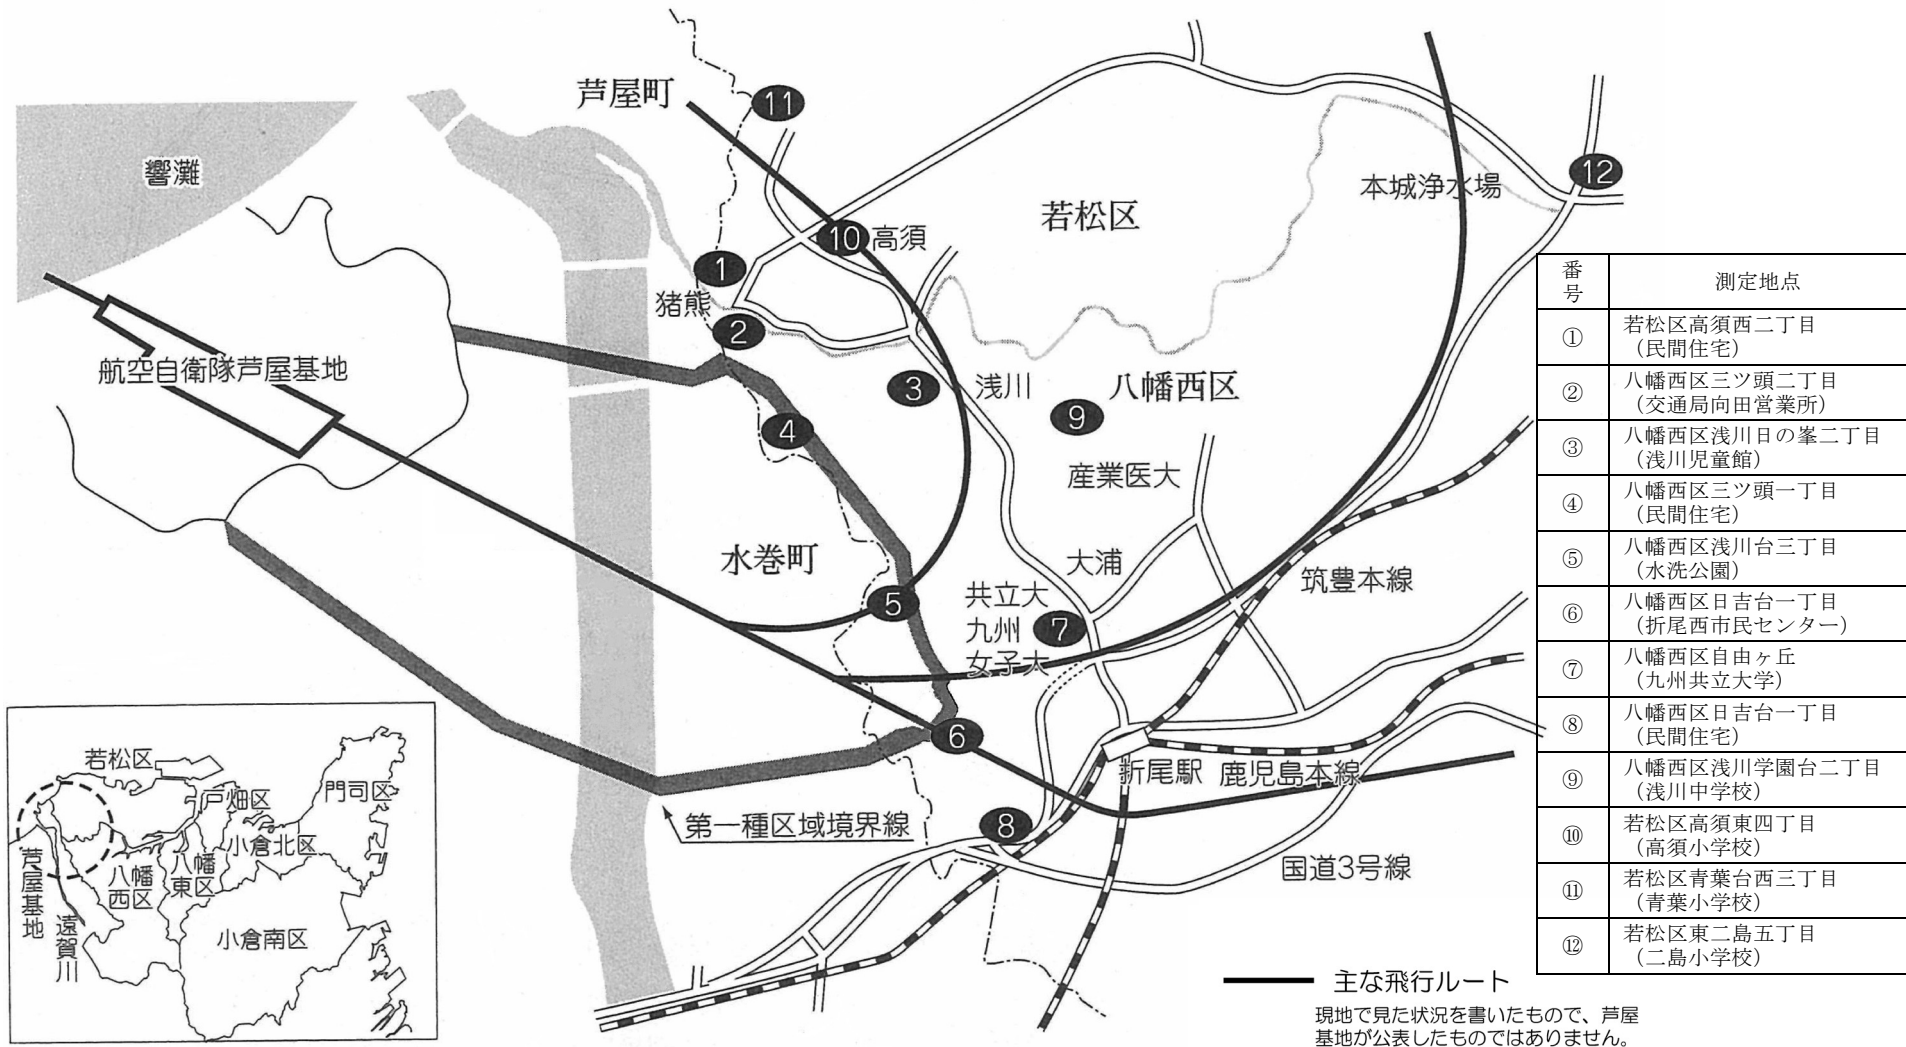 芦屋町
⑪
響灘
本城浄水場
⑫
若松区
⑩
高須
①
猪熊
②
航空自衛隊芦屋基地
③
浅川
八幡西区
⑨
④
産業医大
水巻町
大浦
筑豊本線
⑤
共立大
九州
女子大
⑦
⑥
折尾駅
鹿児島本線
第一種区域境界線
⑧
国道3号線
主な飛行ルート
現地で見た状況を書いたもので、芦屋
基地が公表したものではありません。
若松区
戸畑区
門司区
小倉北区
八幡
東区
八幡
西区
芦屋基地
遠賀川
小倉南区
番号 測定地点
① 若松区高須西二丁目
(民間住宅)
② 八幡西区三ツ頭二丁目
(交通局向田営業所)
③ 八幡西区浅川日の峯二丁目
(浅川児童館)
④ 八幡西区三ツ頭一丁目
(民間住宅)
⑤ 八幡西区浅川台三丁目
(水洗公園)
⑥ 八幡西区日吉台一丁目
(折尾西市民センター)
⑦ 八幡西区自由ヶ丘
(九州共立大学)
⑧ 八幡西区日吉台一丁目
(民間住宅)
⑨ 八幡西区浅川学園台二丁目
(浅川中学校)
⑩ 若松区高須東四丁目
(高須小学校)
⑪ 若松区青葉台西三丁目
(青葉小学校)
⑫ 若松区東二島五丁目
(二島小学校)